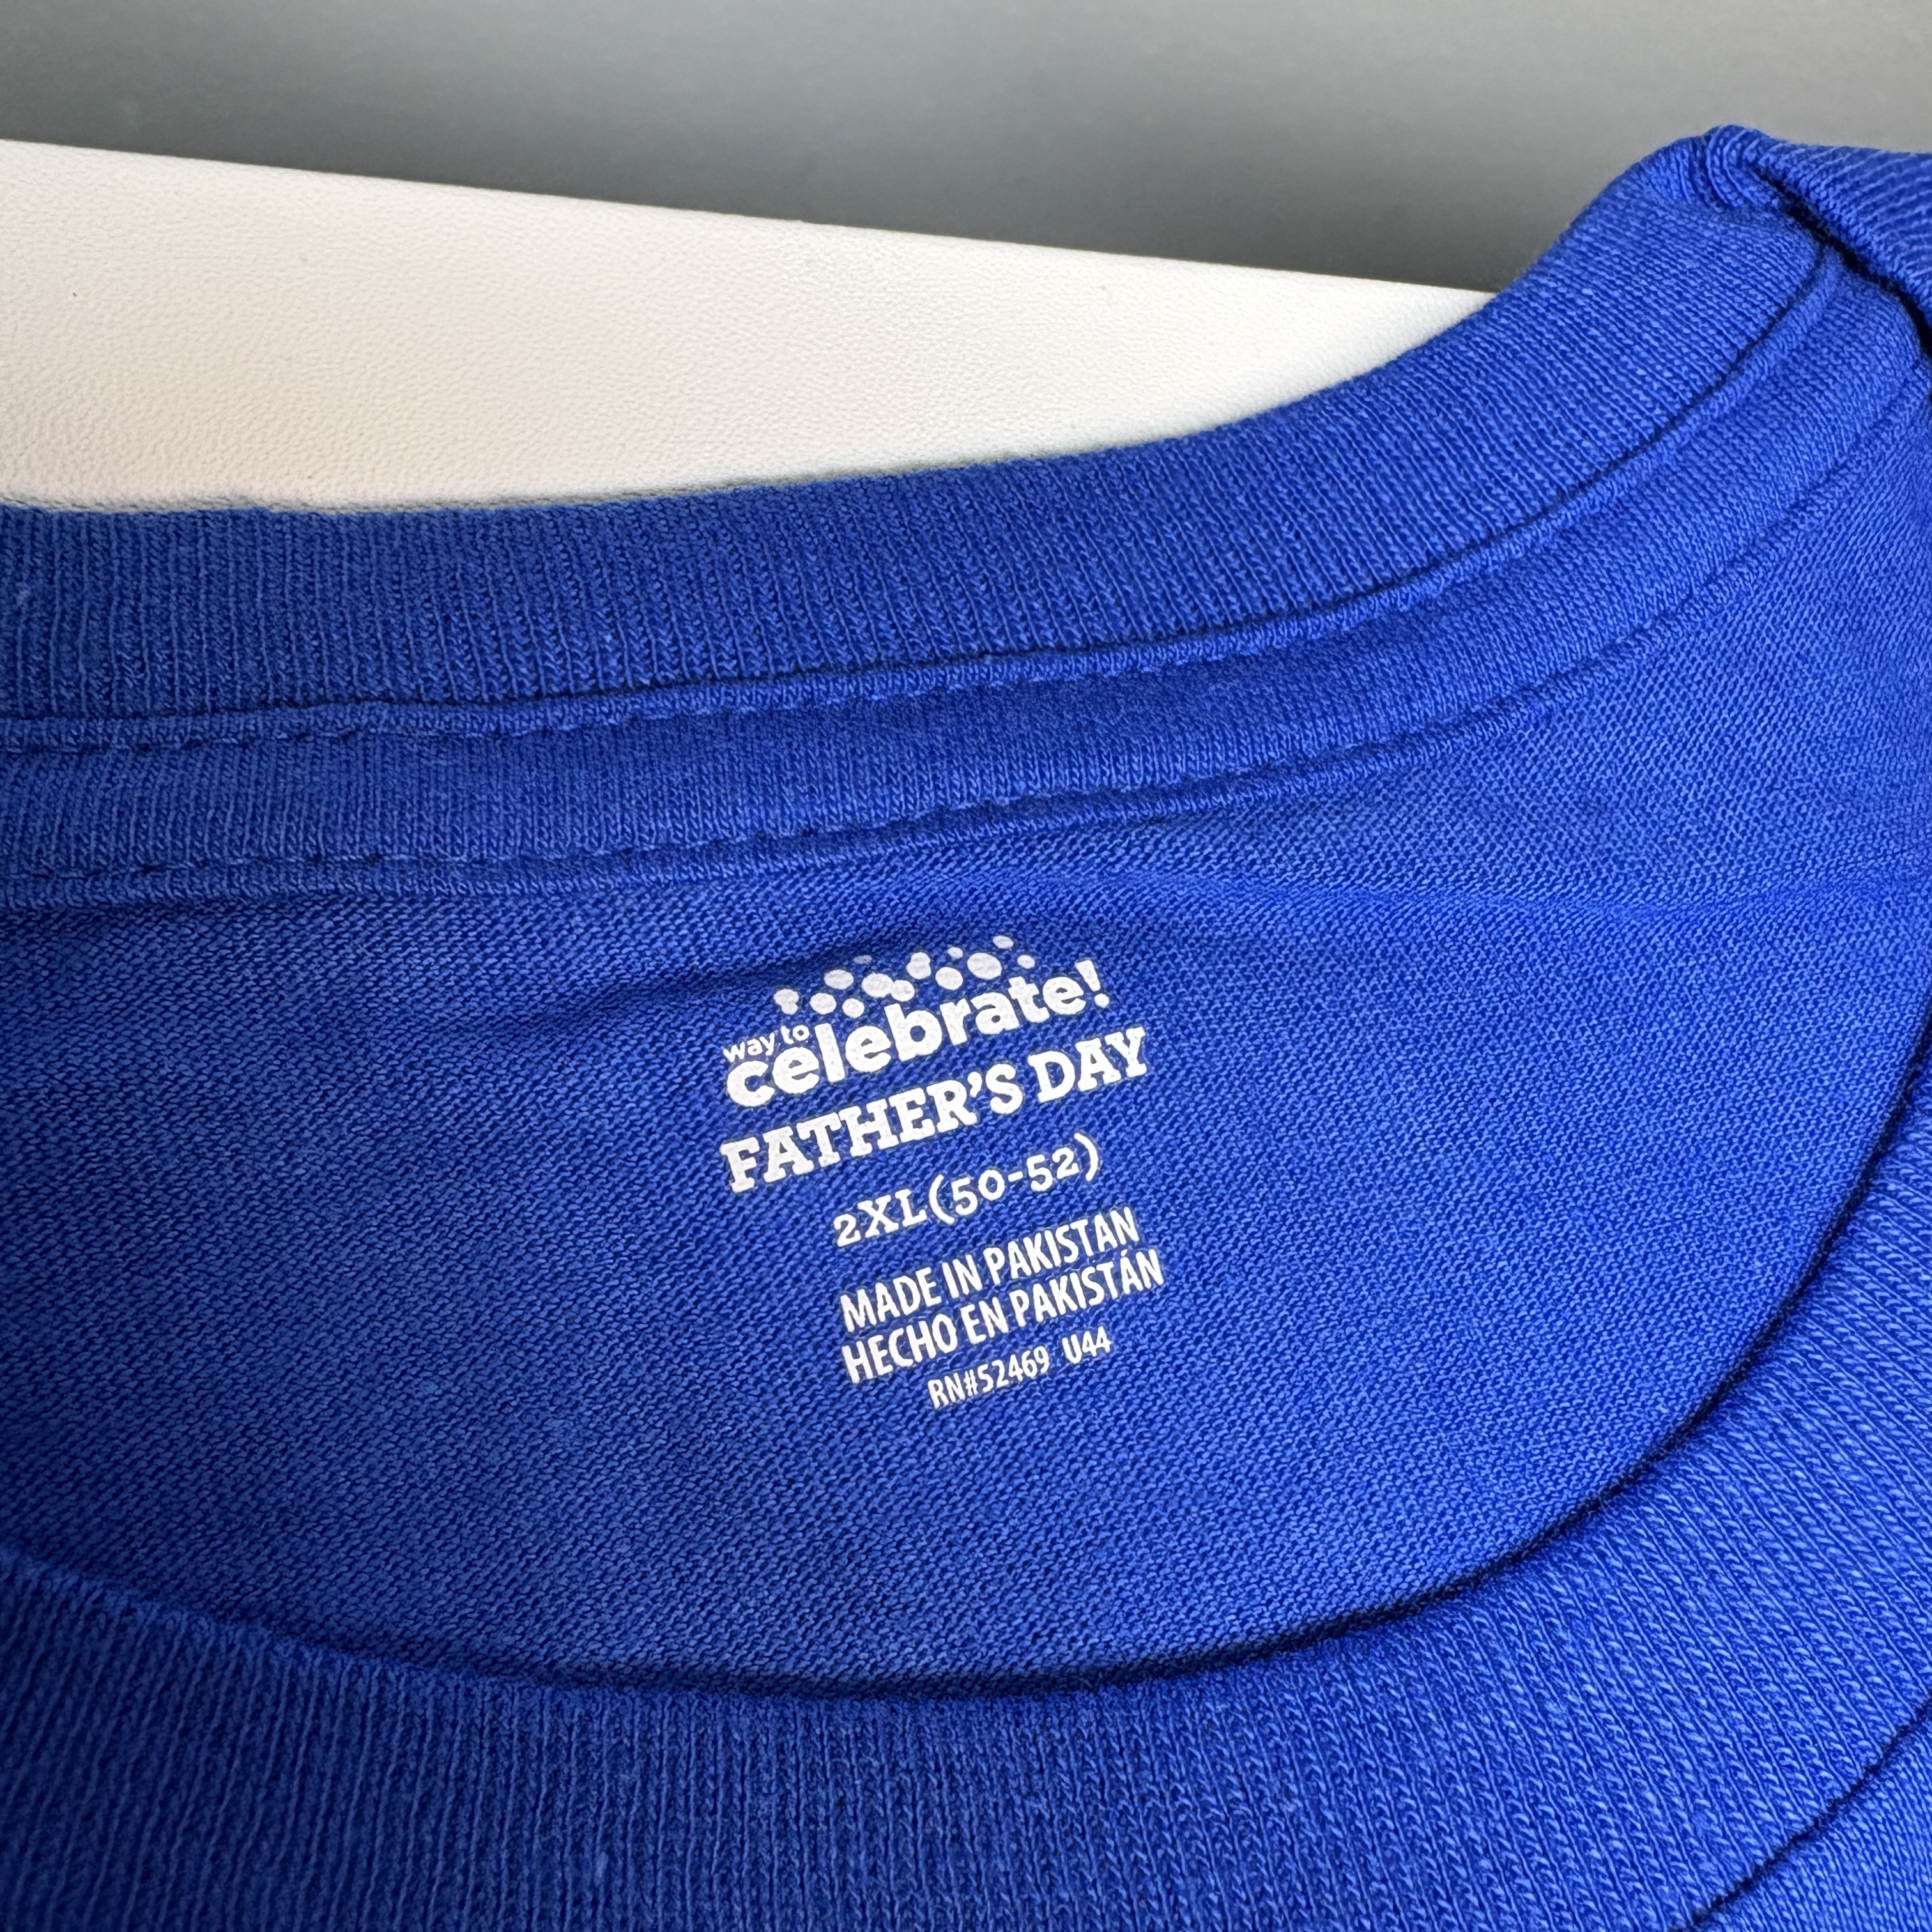 way to
celebrate!
FATHER'S DAY
2XL(50-52)
MADE IN PAKISTAN
HECHO EN PAKISTÁN
RN#52469 U44